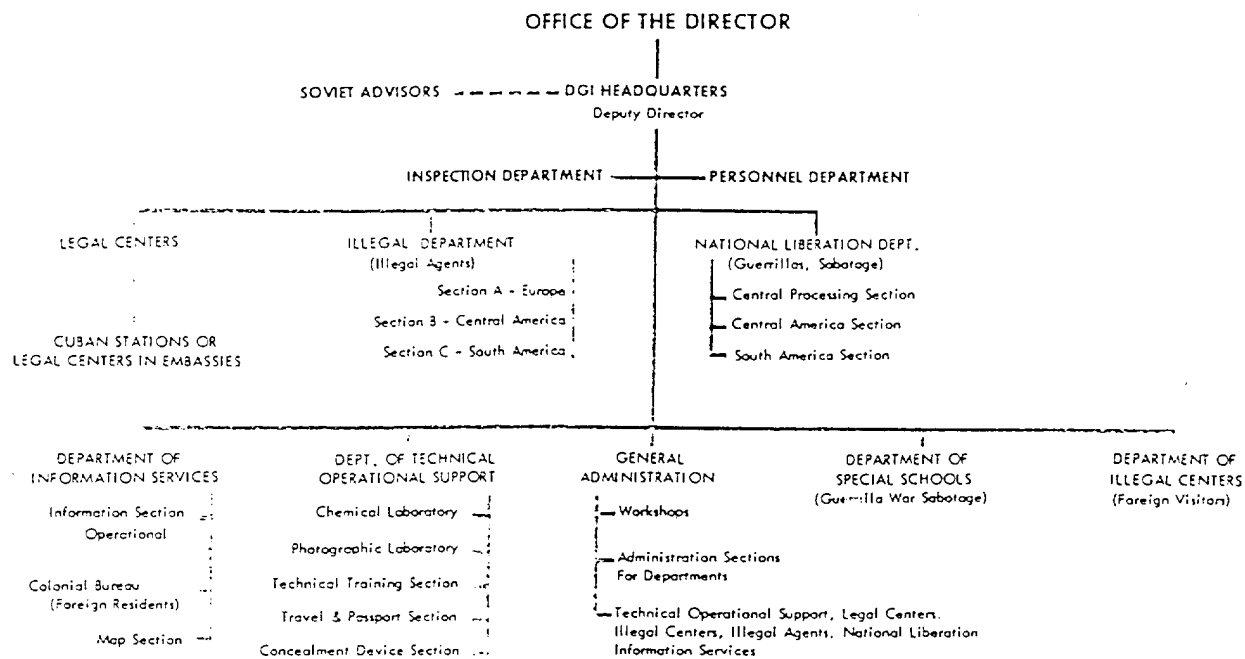 OFFICE OF THE DIRECTOR
SOVIET ADVISORS
DGI HEADQUARTERS
Deputy Director
INSPECTION DEPARTMENT
PERSONNEL DEPARTMENT
LEGAL CENTERS
CUBAN STATIONS OR
LEGAL CENTERS IN EMBASSIES
ILLEGAL DEPARTMENT
(Illegal Agents)
Section A - Europe
Section B - Central America
Section C - South America
NATIONAL LIBERATION DEPT.
(Guerrillas, Sabotage)
Central Processing Section
Central America Section
South America Section
DEPARTMENT OF
INFORMATION SERVICES
Information Section
Operational
Colonial Bureau
(Foreign Residents)
Map Section
DEPT. OF TECHNICAL
OPERATIONAL SUPPORT
Chemical Laboratory
Photographic Laboratory
Technical Training Section
Travel & Passport Section
Concealment Device Section
GENERAL
ADMINISTRATION
Workshops
Administration Sections
For Departments
Technical Operational Support, Legal Centers.
Illegal Centers, Illegal Agents, National Liberation
Information Services
DEPARTMENT OF
SPECIAL SCHOOLS
(Guerrilla War Sabotage)
DEPARTMENT OF
ILLEGAL CENTERS
(Foreign Visitors)